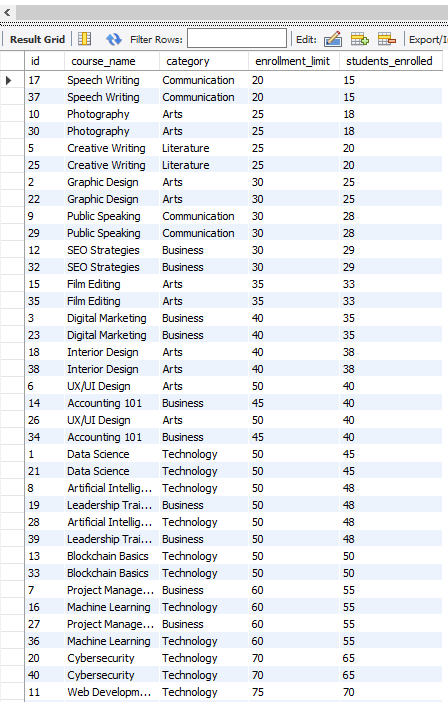 Result Grid Filter Rows: Edit: Export/I
id course_name category enrollment_limit students_enrolled
17 Speech Writing Communication 20 15
37 Speech Writing Communication 20 15
10 Photography Arts 25 18
30 Photography Arts 25 18
5 Creative Writing Literature 25 20
25 Creative Writing Literature 25 20
2 Graphic Design Arts 30 25
22 Graphic Design Arts 30 25
9 Public Speaking Communication 30 28
29 Public Speaking Communication 30 28
12 SEO Strategies Business 30 29
32 SEO Strategies Business 30 29
15 Film Editing Arts 35 33
35 Film Editing Arts 35 33
3 Digital Marketing Business 40 35
23 Digital Marketing Business 40 35
18 Interior Design Arts 40 38
38 Interior Design Arts 40 38
6 UX/UI Design Arts 50 40
14 Accounting 101 Business 45 40
26 UX/UI Design Arts 50 40
34 Accounting 101 Business 45 40
1 Data Science Technology 50 45
21 Data Science Technology 50 45
8 Artificial Intellig... Technology 50 48
19 Leadership Trai... Business 50 48
28 Artificial Intellig... Technology 50 48
39 Leadership Trai... Business 50 48
13 Blockchain Basics Technology 50 50
33 Blockchain Basics Technology 50 50
7 Project Manage... Business 60 55
16 Machine Learning Technology 60 55
27 Project Manage... Business 60 55
36 Machine Learning Technology 60 55
20 Cybersecurity Technology 70 65
40 Cybersecurity Technology 70 65
11 Web Developm... Technology 75 70